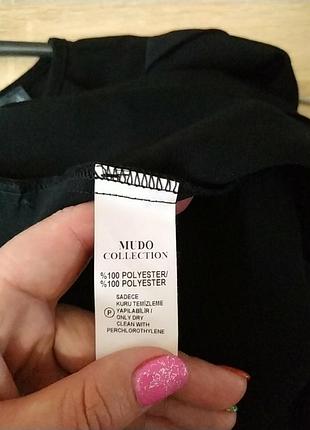 MUDO
COLLECTION
%100 POLYESTER/
%100 POLYESTER
SADECE
KURU TEMİZLEME
P YAPILABİLİR /
ONLY DRY
CLEAN WITH
PERCHLOROTHYLENE